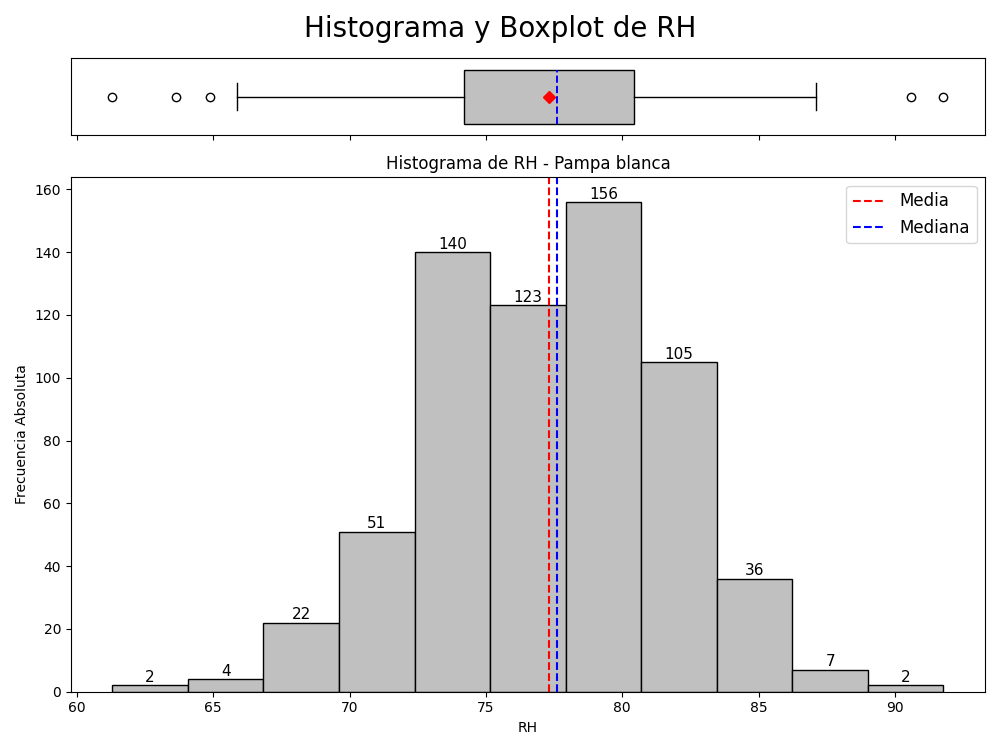 Histograma y Boxplot de RH
Histograma de RH - Pampa blanca
Media
Mediana
Frecuencia Absoluta
160
140
120
100
80
60
40
20
0
2
4
22
51
140
123
156
105
36
7
2
60 65 70 75 80 85 90
RH